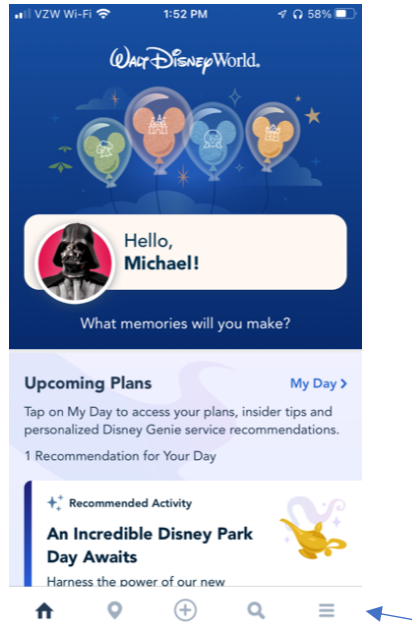 VZW Wi-Fi 1:52 PM 58%
Walt Disney World.
Hello,
Michael!
What memories will you make?
Upcoming Plans My Day >
Tap on My Day to access your plans, insider tips and
personalized Disney Genie service recommendations.
1 Recommendation for Your Day
Recommended Activity
An Incredible Disney Park
Day Awaits
Harness the power of our new